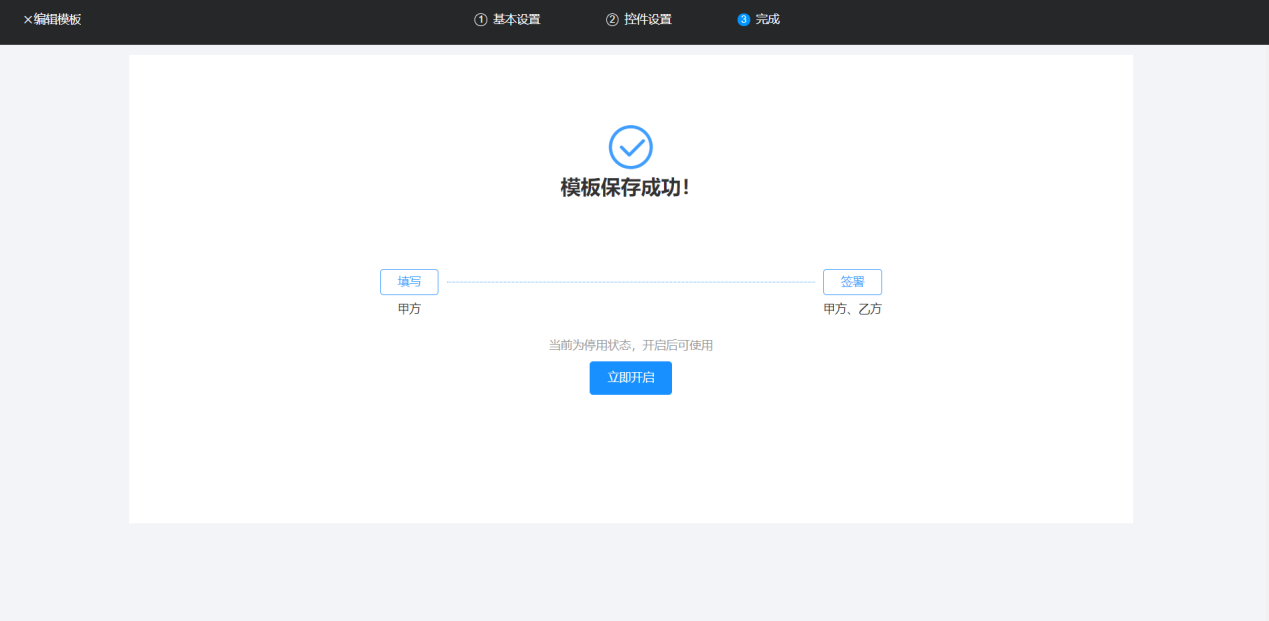 ×编辑模板
① 基本设置
② 控件设置
3 完成
模板保存成功！
填写
签署
甲方
甲方、乙方
当前为停用状态，开启后可使用
立即开启